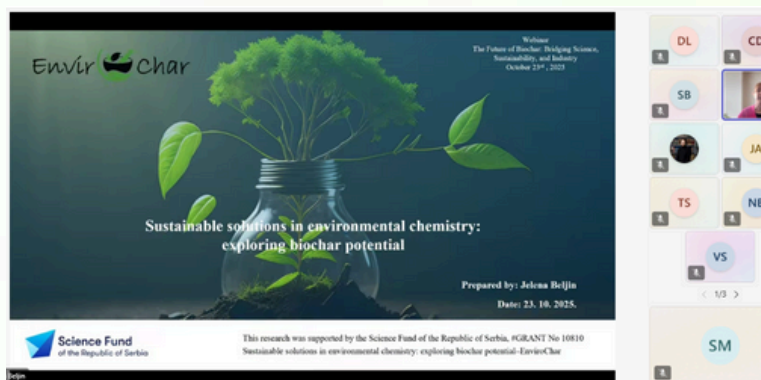 Envir Char
Webinar
The Future of Biochar: Bridging Science,
Sustainability, and Industry
October 23rd, 2025
Sustainable solutions in environmental chemistry:
exploring biochar potential
Prepared by: Jelena Beljin
Date: 23. 10. 2025.
Science Fund
of the Republic of Serbia
This research was supported by the Science Fund of the Republic of Serbia, #GRANT No 10810
Sustainable solutions in environmental chemistry: exploring biochar potential-EnviroChar
Beljin
DL
CD
SB
JA
TS
NB
VS
1/3
SM